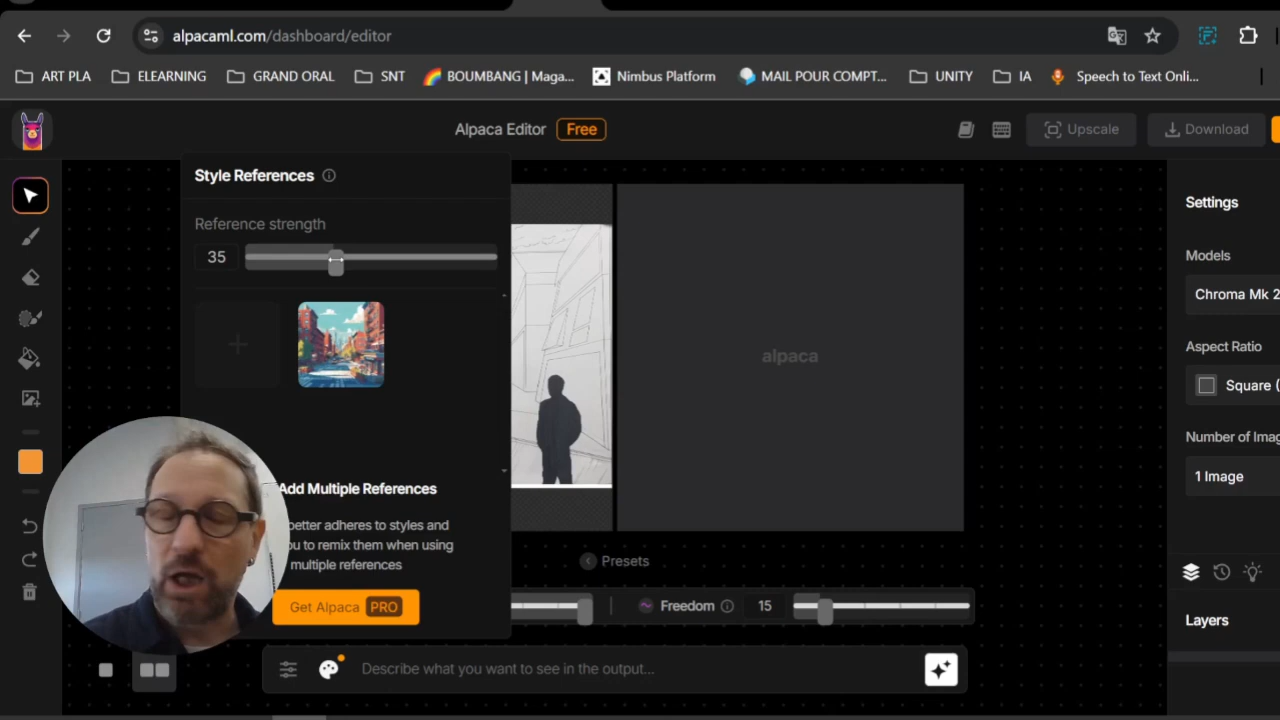 alpacaml.com/dashboard/editor
ART PLA
ELEARNING
GRAND ORAL
SNT
BOUMBANG | Maga...
Nimbus Platform
MAIL POUR COMPT...
UNITY
IA
Speech to Text Onli...
Alpaca Editor
Free
Upscale
Download
Style References
Reference strength
35
Settings
Models
Chroma Mk 2
Aspect Ratio
Square (
Number of Imag
1 Image
alpaca
Add Multiple References
better adheres to styles and
ou to remix them when using
multiple references
Get Alpaca PRO
Presets
Freedom
15
Layers
Describe what you want to see in the output...